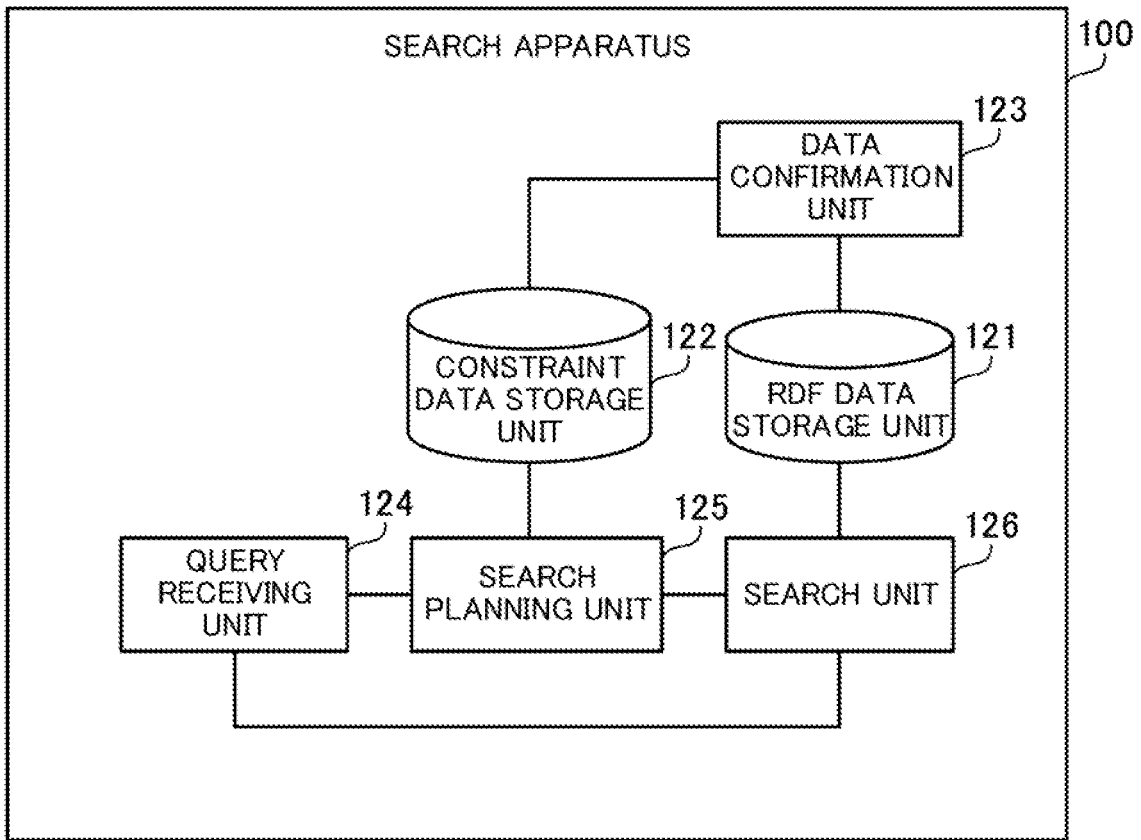 SEARCH APPARATUS
100
123
DATA
CONFIRMATION
UNIT
122
CONSTRAINT
DATA STORAGE
UNIT
121
RDF DATA
STORAGE UNIT
124
QUERY
RECEIVING
UNIT
125
SEARCH
PLANNING UNIT
126
SEARCH UNIT